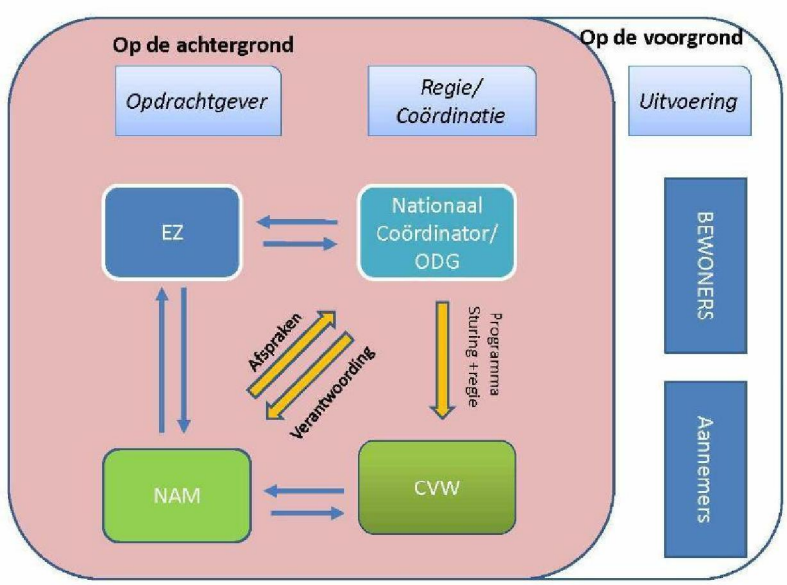 Op de achtergrond
Op de voorgrond
Opdrachtgever
Regie/
Coördinatie
Uitvoering
EZ
Nationaal
Coördinator/
ODG
BEWONERS
Afspraken
Verantwoording
Programma
Sturing +regie
NAM
CVW
Aannemers